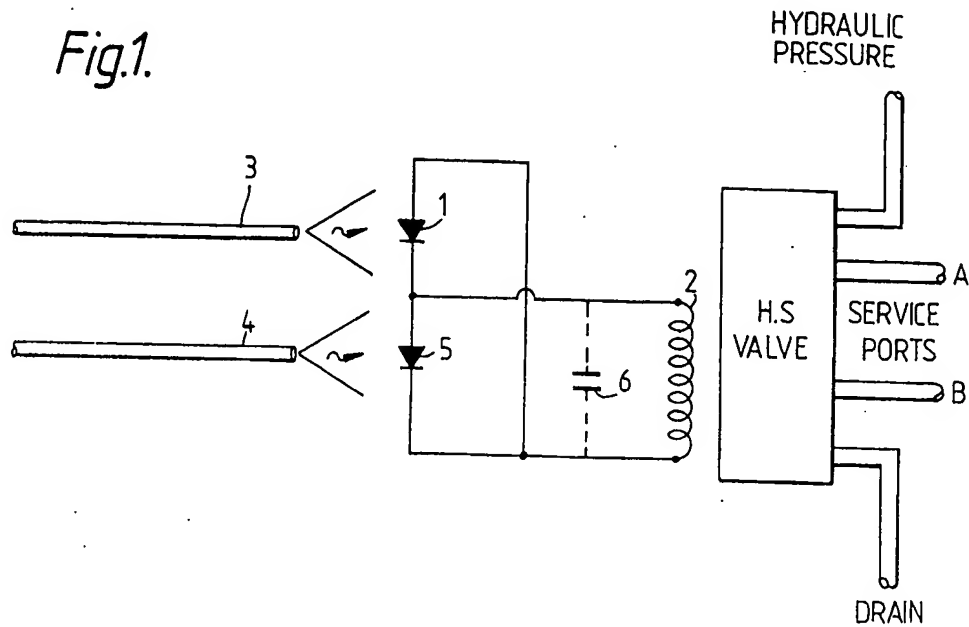 Fig.1.
HYDRAULIC
PRESSURE
3
1
4
5
6
2
H.S
VALVE
A
SERVICE
PORTS
B
DRAIN